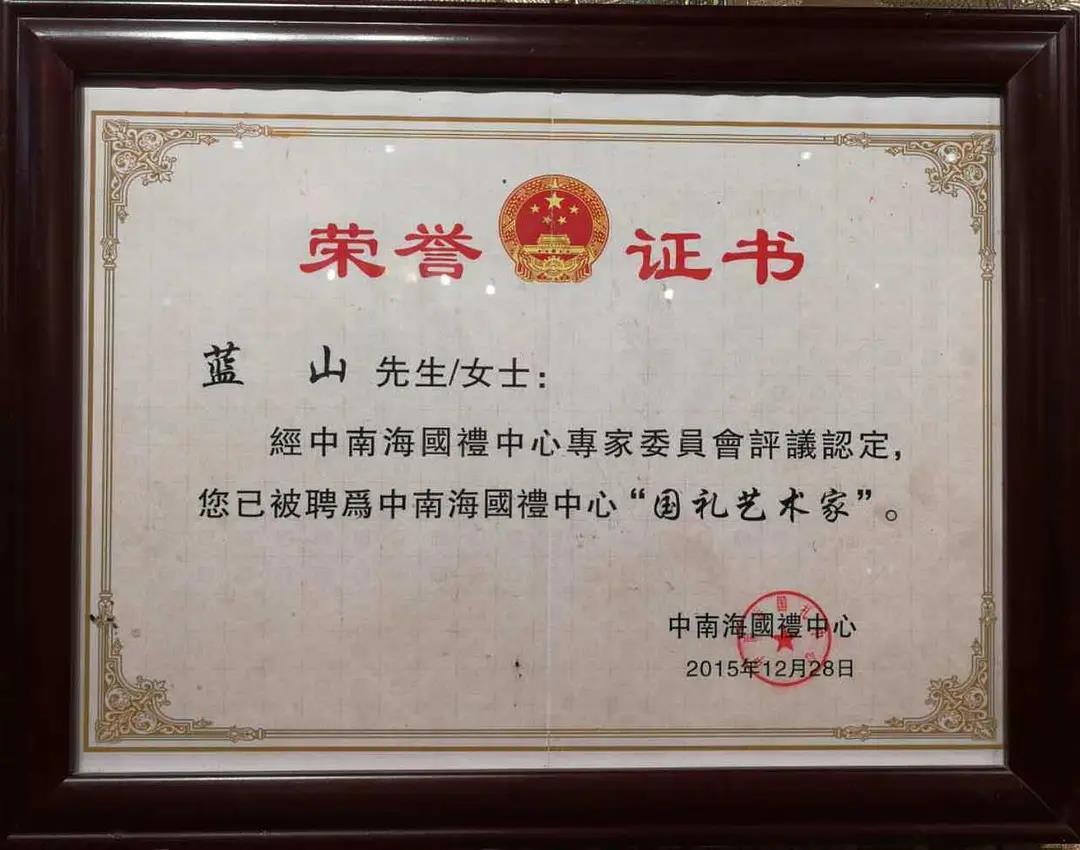 荣誉证书
蓝山 先生/女士：
經中南海國禮中心專家委員會評議認定，
您已被聘爲中南海國禮中心“国礼艺术家”。
中南海國禮中心
2015年12月28日